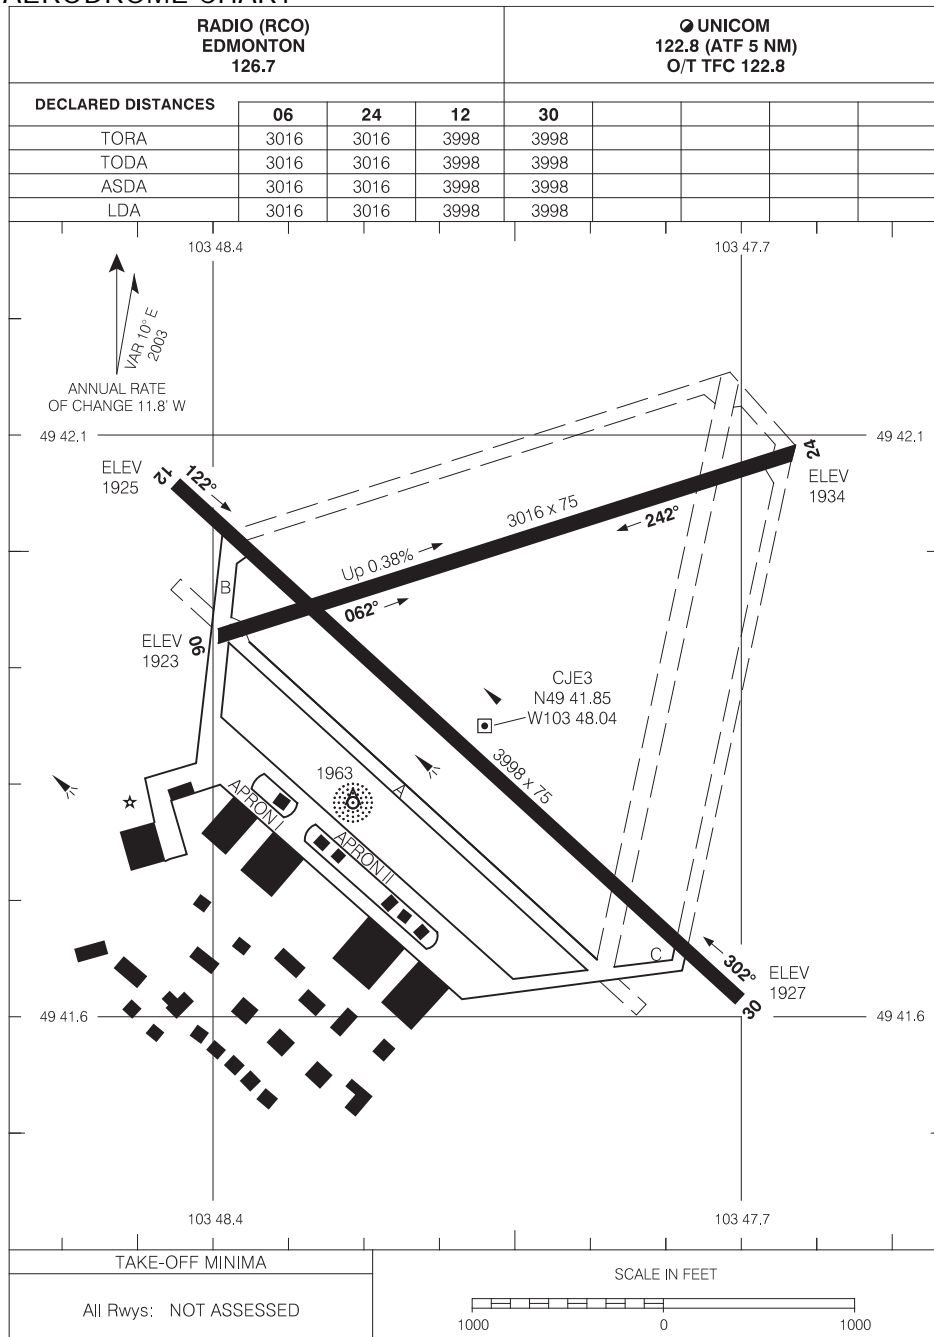 AERODROME CHART
RADIO (RCO)
EDMONTON
126.7
UNICOM
122.8 (ATF 5 NM)
O/T TFC 122.8
DECLARED DISTANCES
06 24 12 30
TORA 3016 3016 3998 3998
TODA 3016 3016 3998 3998
ASDA 3016 3016 3998 3998
LDA 3016 3016 3998 3998
103 48.4
103 47.7
VAR 10° E
2003
ANNUAL RATE
OF CHANGE 11.8' W
49 42.1
49 42.1
ELEV
1925
12
122°
24
ELEV
1934
3016 x 75
242°
Up 0.38%
062°
B
ELEV
1923
06
CJE3
N49 41.85
W103 48.04
3998 x 75
1963
A
APRON I
APRON II
C
302°
ELEV
1927
30
49 41.6
49 41.6
103 48.4
103 47.7
TAKE-OFF MINIMA
All Rwys: NOT ASSESSED
SCALE IN FEET
1000 0 1000